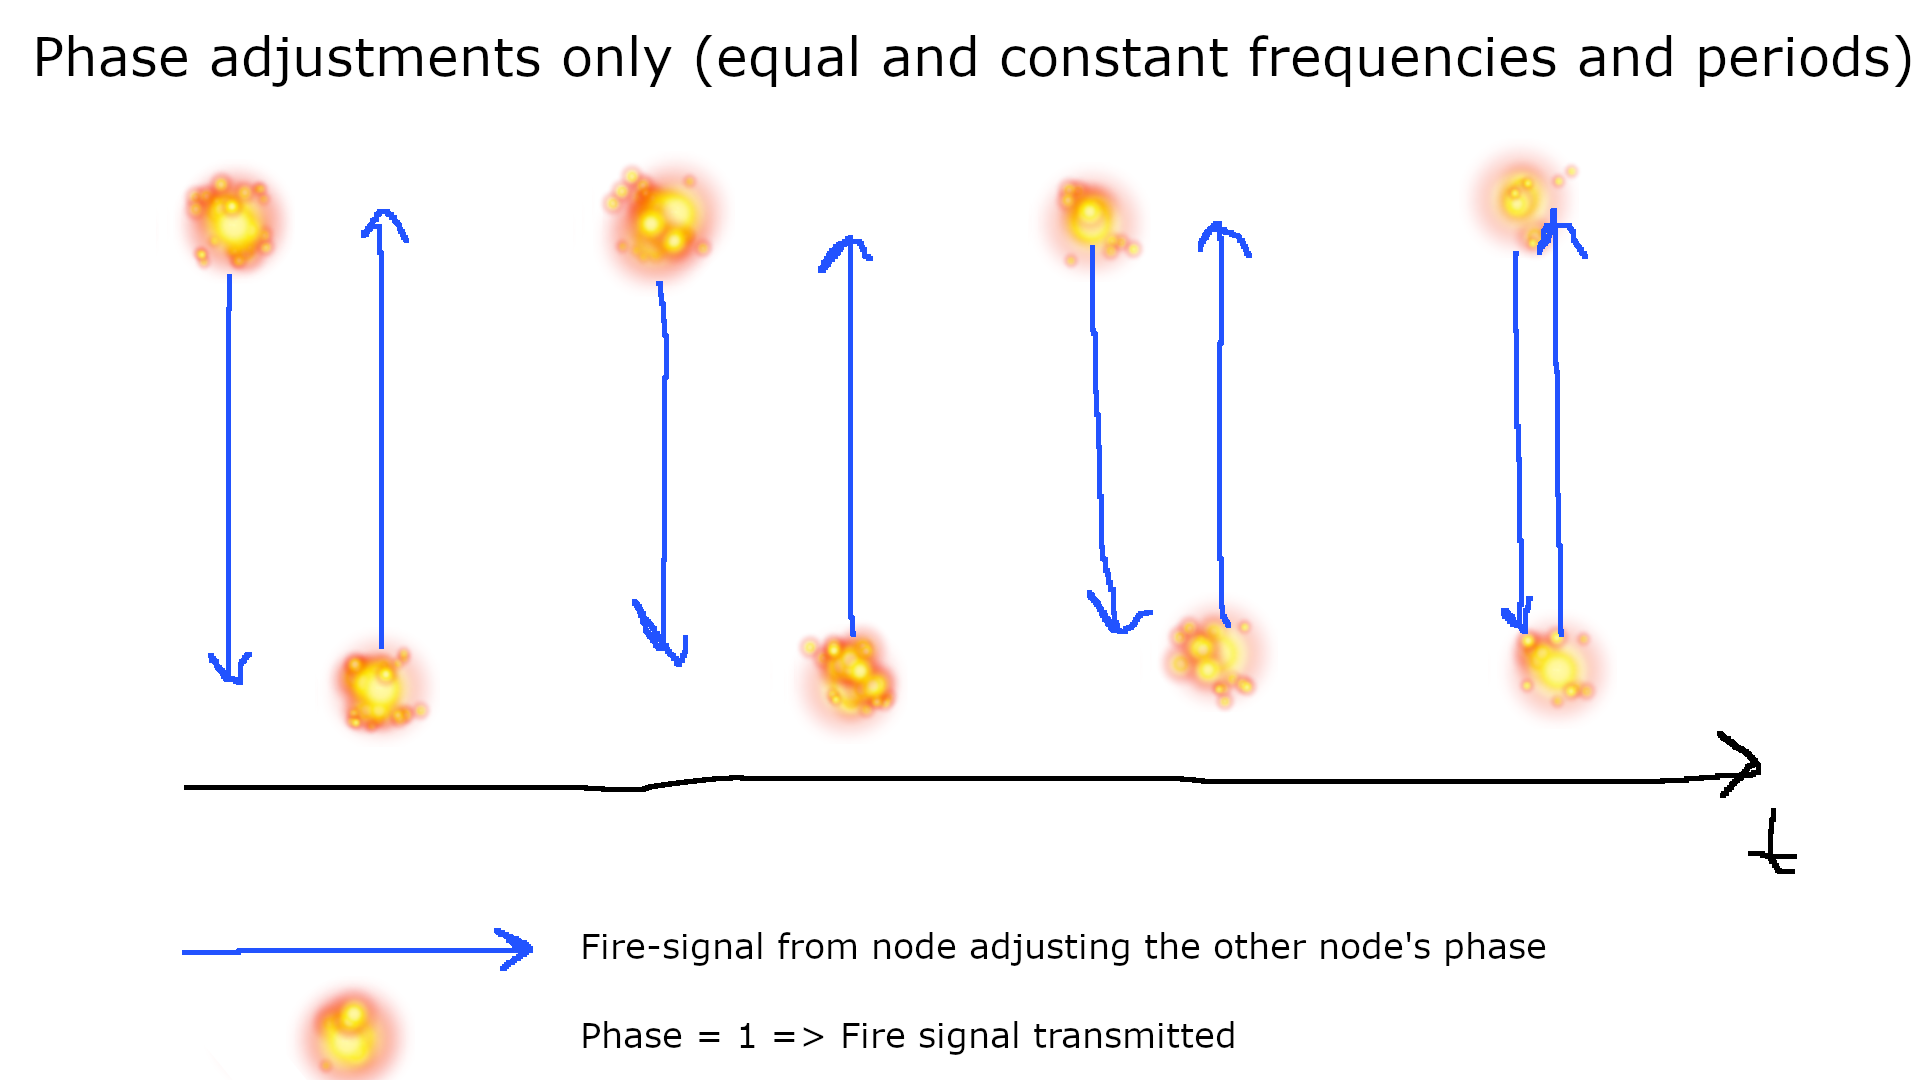 Phase adjustments only (equal and constant frequencies and periods)
t
Fire-signal from node adjusting the other node's phase
Phase = 1 => Fire signal transmitted